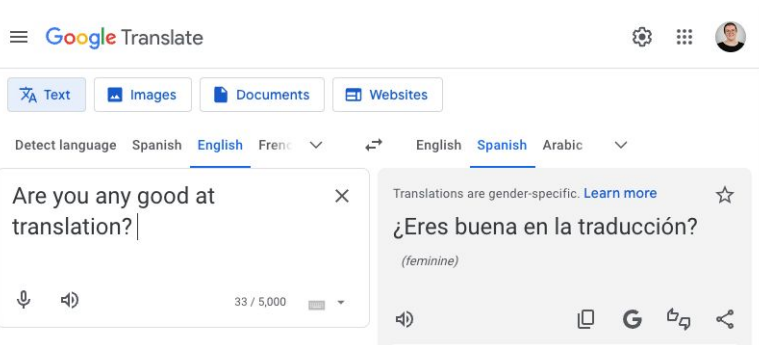 Google Translate
Text Images Documents Websites
Detect language Spanish English Fren English Spanish Arabic
Are you any good at
translation?
33 / 5,000
Translations are gender-specific. Learn more
¿Eres buena en la traducción?
(feminine)